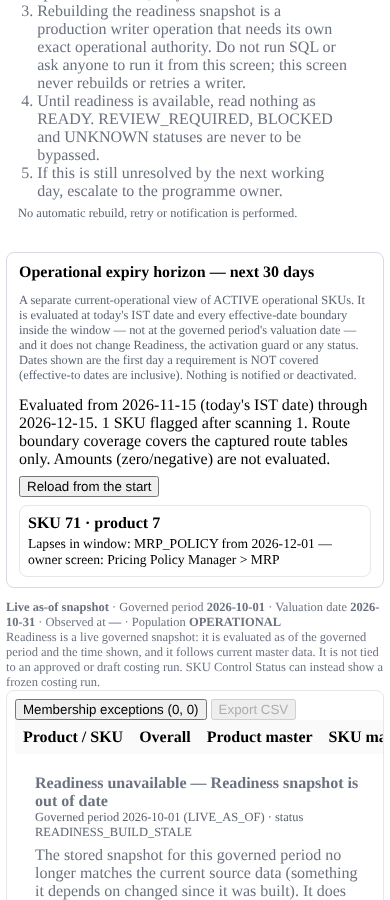 3. Rebuilding the readiness snapshot is a
production writer operation that needs its own
exact operational authority. Do not run SQL or
ask anyone to run it from this screen; this screen
never rebuilds or retries a writer.
4. Until readiness is available, read nothing as
READY. REVIEW_REQUIRED, BLOCKED
and UNKNOWN statuses are never to be
bypassed.
5. If this is still unresolved by the next working
day, escalate to the programme owner.
No automatic rebuild, retry or notification is performed.
Operational expiry horizon — next 30 days
A separate current-operational view of ACTIVE operational SKUs. It
is evaluated at today's IST date and every effective-date boundary
inside the window — not at the governed period's valuation date —
and it does not change Readiness, the activation guard or any status.
Dates shown are the first day a requirement is NOT covered
(effective-to dates are inclusive). Nothing is notified or deactivated.
Evaluated from 2026-11-15 (today's IST date) through
2026-12-15. 1 SKU flagged after scanning 1. Route
boundary coverage covers the captured route tables
only. Amounts (zero/negative) are not evaluated.
Reload from the start
SKU 71 · product 7
Lapses in window: MRP_POLICY from 2026-12-01 —
owner screen: Pricing Policy Manager > MRP
Live as-of snapshot · Governed period 2026-10-01 · Valuation date 2026-
10-31 · Observed at — · Population OPERATIONAL
Readiness is a live governed snapshot: it is evaluated as of the governed
period and the time shown, and it follows current master data. It is not tied
to an approved or draft costing run. SKU Control Status can instead show a
frozen costing run.
Membership exceptions (0, 0) Export CSV
Product / SKU Overall Product master SKU ma
Readiness unavailable — Readiness snapshot is
out of date
Governed period 2026-10-01 (LIVE_AS_OF) · status
READINESS_BUILD_STALE
The stored snapshot for this governed period no
longer matches the current source data (something
it depends on changed since it was built). It does